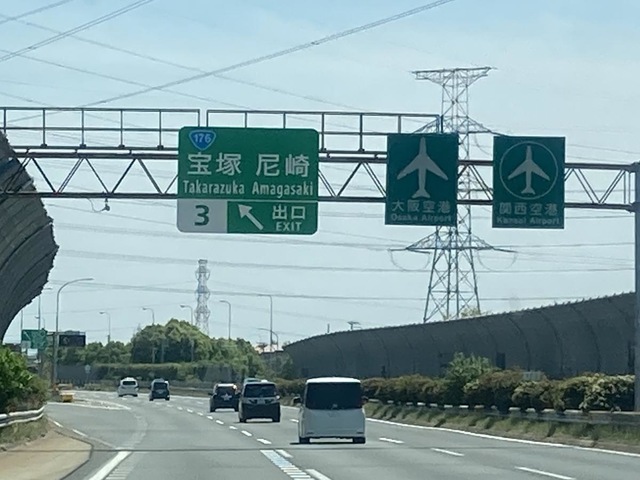 176
宝塚 尼崎
Takarazuka Amagasaki
3 出口
EXIT
大阪空港
Osaka Airport
関西空港
Kansai Airport